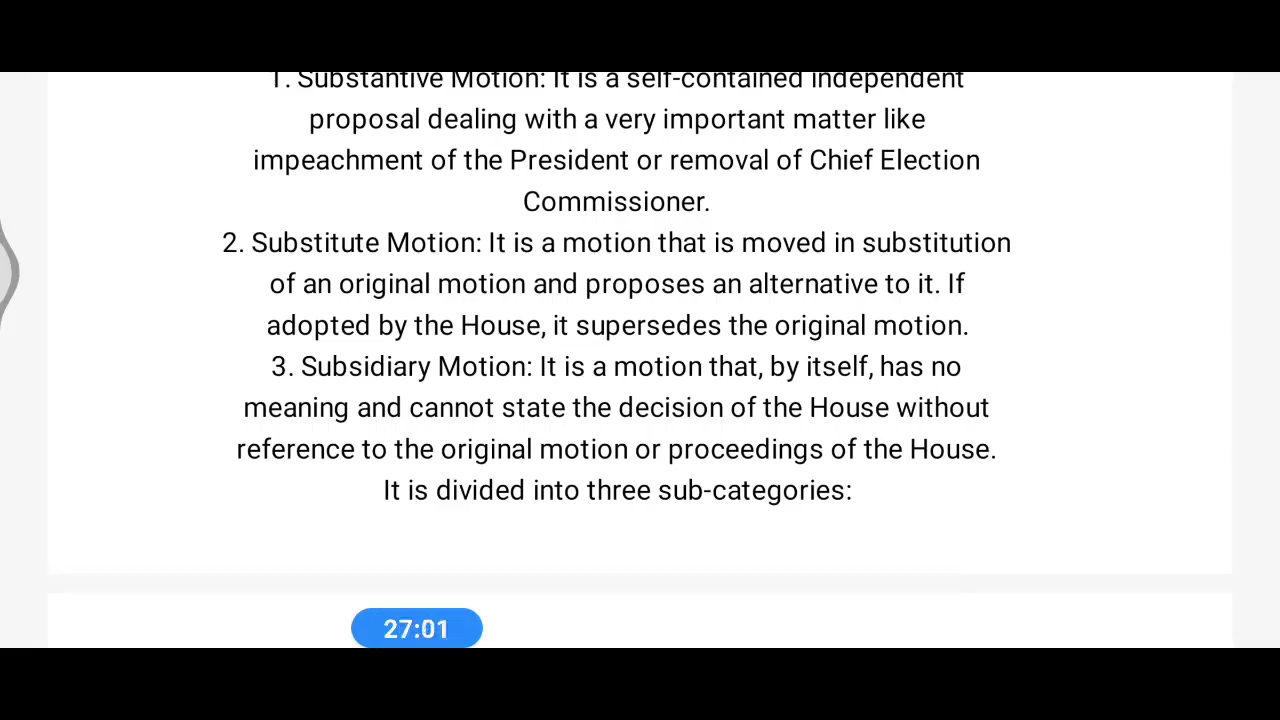 1. Substantive Motion: It is a self-contained independent
proposal dealing with a very important matter like
impeachment of the President or removal of Chief Election
Commissioner.
2. Substitute Motion: It is a motion that is moved in substitution
of an original motion and proposes an alternative to it. If
adopted by the House, it supersedes the original motion.
3. Subsidiary Motion: It is a motion that, by itself, has no
meaning and cannot state the decision of the House without
reference to the original motion or proceedings of the House.
It is divided into three sub-categories:
27:01